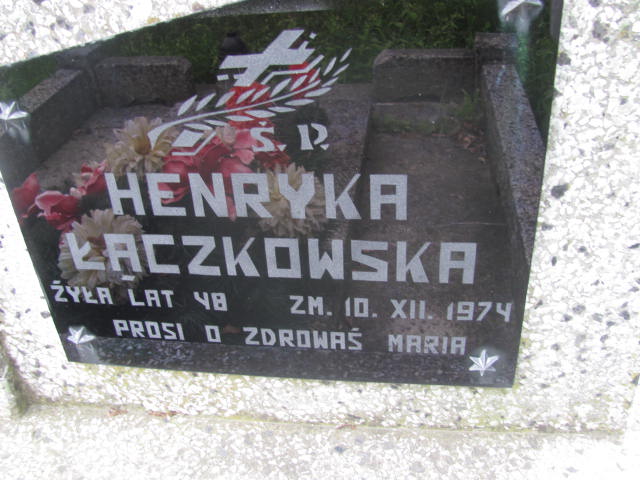 Ś. P.
HENRYKA
ŁĄCZKOWSKA
ŻYŁA LAT 48 ZM. 10. XII. 1974
PROSI O ZDROWAŚ MARIA